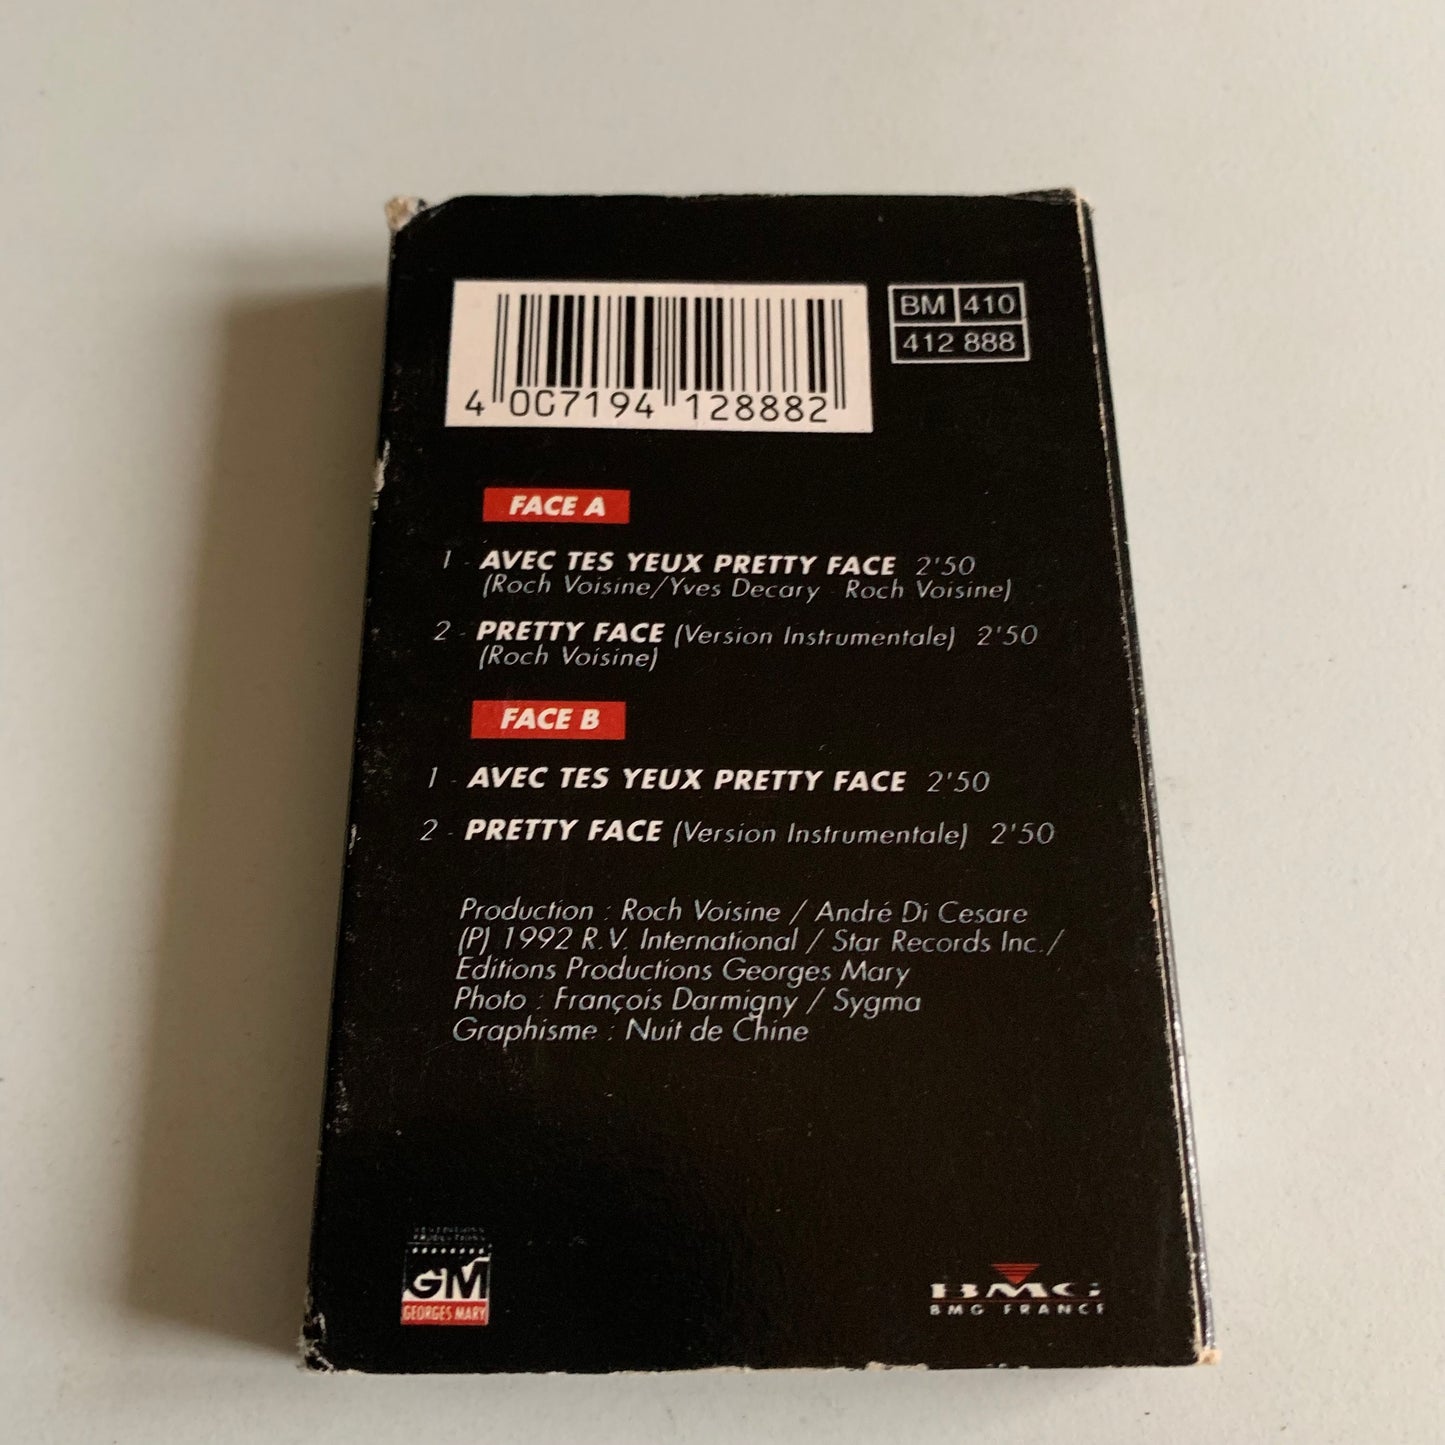 BM 410
412 888
4 007194 128882
FACE A
1 - AVEC TES YEUX PRETTY FACE 2'50
(Roch Voisine/Yves Decary - Roch Voisine)
2 - PRETTY FACE (Version Instrumentale) 2'50
(Roch Voisine)
FACE B
1 - AVEC TES YEUX PRETTY FACE 2'50
2 - PRETTY FACE (Version Instrumentale) 2'50
Production : Roch Voisine / André Di Cesare
(P) 1992 R.V. International / Star Records Inc./
Editions Productions Georges Mary
Photo : François Darmigny / Sygma
Graphisme : Nuit de Chine
GM
GEORGES MARY
BMG
BMG FRANCE